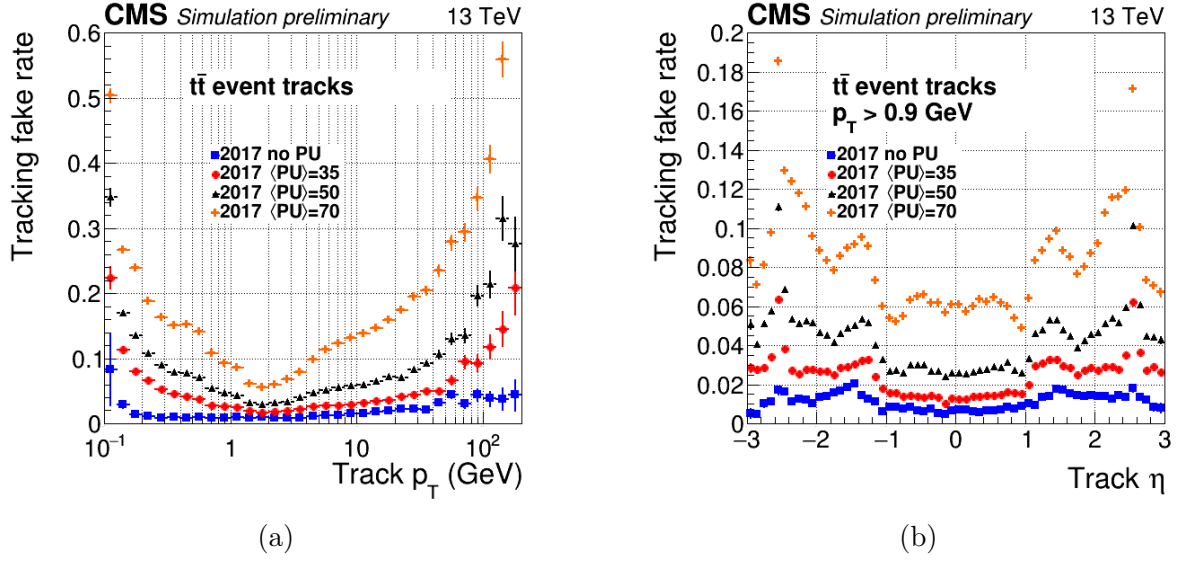 CMS Simulation preliminary 13 TeV
Tracking fake rate
0.6
0.5
0.4
0.3
0.2
0.1
0
tt̄ event tracks
2017 no PU
2017 ⟨PU⟩=35
2017 ⟨PU⟩=50
2017 ⟨PU⟩=70
10⁻¹ 1 10 10²
Track p_T (GeV)
(a)
CMS Simulation preliminary 13 TeV
Tracking fake rate
0.2
0.18
0.16
0.14
0.12
0.1
0.08
0.06
0.04
0.02
0
tt̄ event tracks
p_T > 0.9 GeV
2017 no PU
2017 ⟨PU⟩=35
2017 ⟨PU⟩=50
2017 ⟨PU⟩=70
−3 −2 −1 0 1 2 3
Track η
(b)